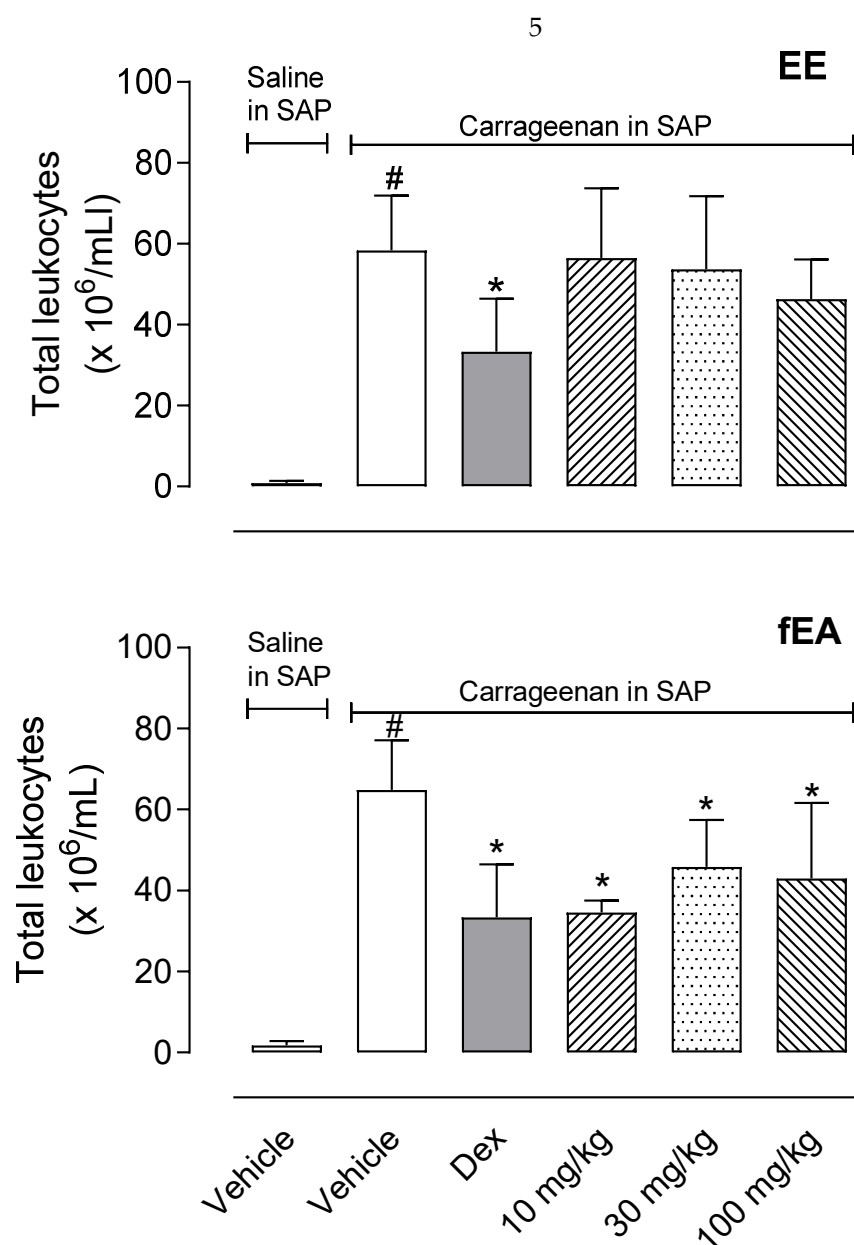 5
EE
Saline
in SAP
Carrageenan in SAP
Total leukocytes
(x 10⁶/mLl)
100
80
60
40
20
0
#
*
fEA
Saline
in SAP
Carrageenan in SAP
Total leukocytes
(x 10⁶/mL)
100
80
60
40
20
0
#
*
*
*
*
Vehicle
Vehicle
Dex
10 mg/kg
30 mg/kg
100 mg/kg